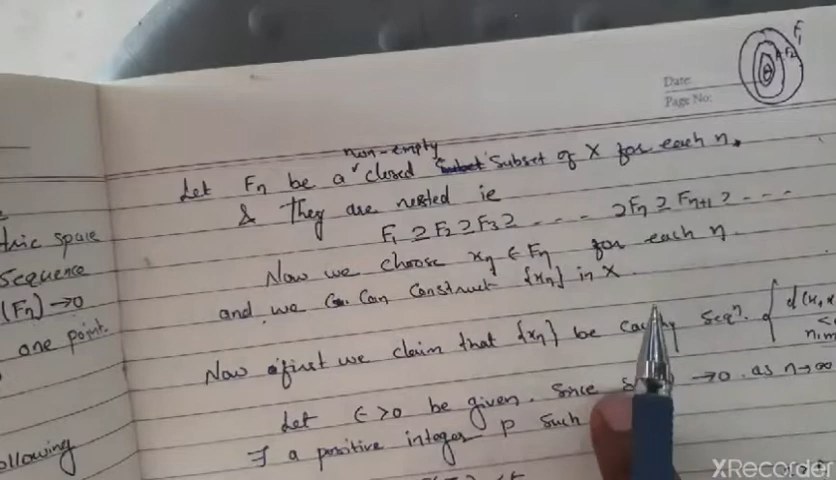 Date:
Page No:
F1
F2
non-empty
Let Fn be a closed Subset of X for each n.
& they are nested ie
F1 ⊇ F2 ⊇ F3 ⊇ - - - - ⊇ Fn ⊇ Fn+1 ⊇ - - - -
Now we choose xn ∈ Fn for each n.
and we can construct {xn} in X.
Now first we claim that {xn} be cauchy seqn. { d(x
n,m
Let ϵ>0 be given. Since → 0 as n→∞
∃ a positive integer p such
tric space
Sequence
(Fn) → 0
one point.
ollowing
XRecorder